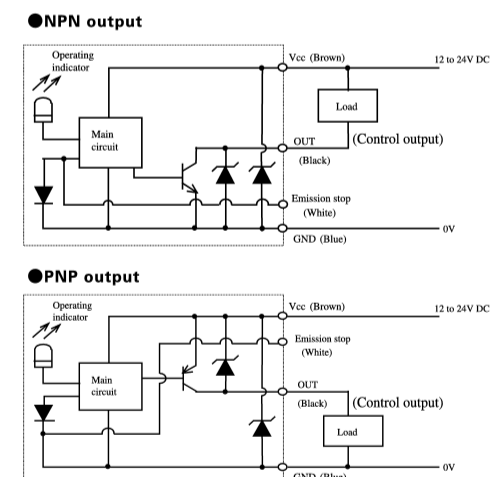 ●NPN output
Operating
indicator
Vcc (Brown)
12 to 24V DC
Load
Main
circuit
OUT
(Control output)
(Black)
Emission stop
(White)
0V
GND (Blue)
●PNP output
Operating
indicator
Vcc (Brown)
12 to 24V DC
Emission stop
(White)
Main
circuit
OUT
(Black)
(Control output)
Load
0V
GND (Blue)